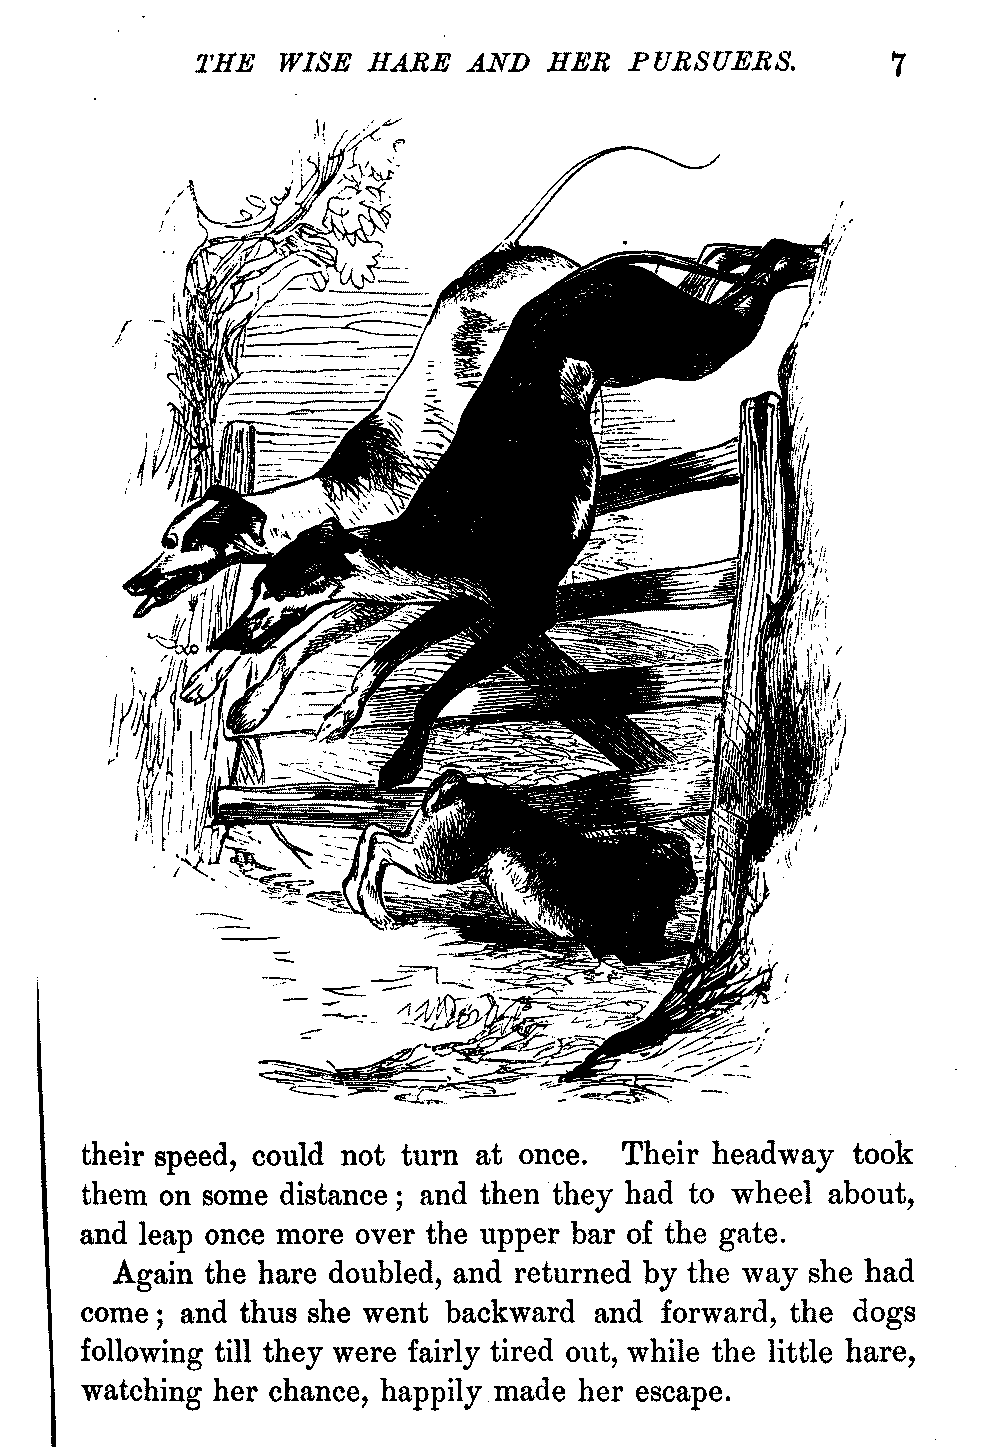 THE WISE HARE AND HER PURSUERS. 7
their speed, could not turn at once. Their headway took
them on some distance; and then they had to wheel about,
and leap once more over the upper bar of the gate.
Again the hare doubled, and returned by the way she had
come; and thus she went backward and forward, the dogs
following till they were fairly tired out, while the little hare,
watching her chance, happily made her escape.